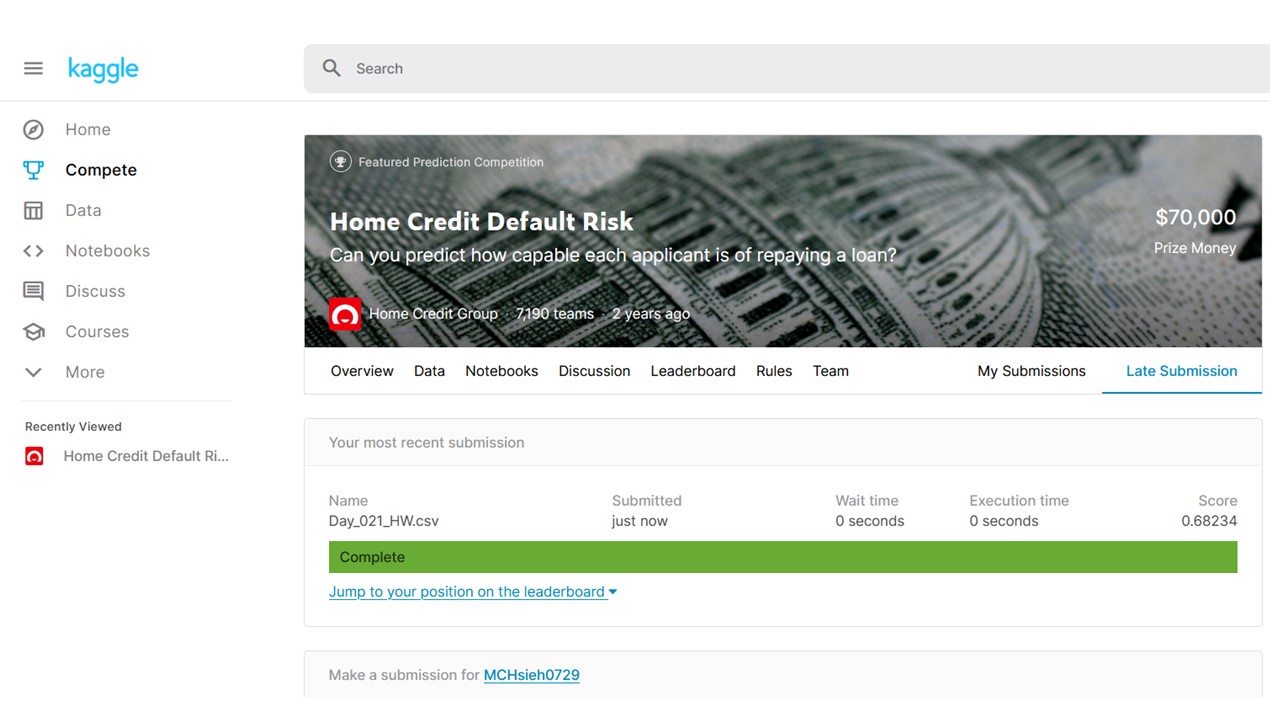 kaggle
Search
Home
Compete
Data
Notebooks
Discuss
Courses
More
Recently Viewed
Home Credit Default Ri...
Featured Prediction Competition
Home Credit Default Risk
Can you predict how capable each applicant is of repaying a loan?
$70,000
Prize Money
Home Credit Group · 7,190 teams · 2 years ago
Overview Data Notebooks Discussion Leaderboard Rules Team My Submissions Late Submission
Your most recent submission
Name Submitted Wait time Execution time Score
Day_021_HW.csv just now 0 seconds 0 seconds 0.68234
Complete
Jump to your position on the leaderboard
Make a submission for MCHsieh0729